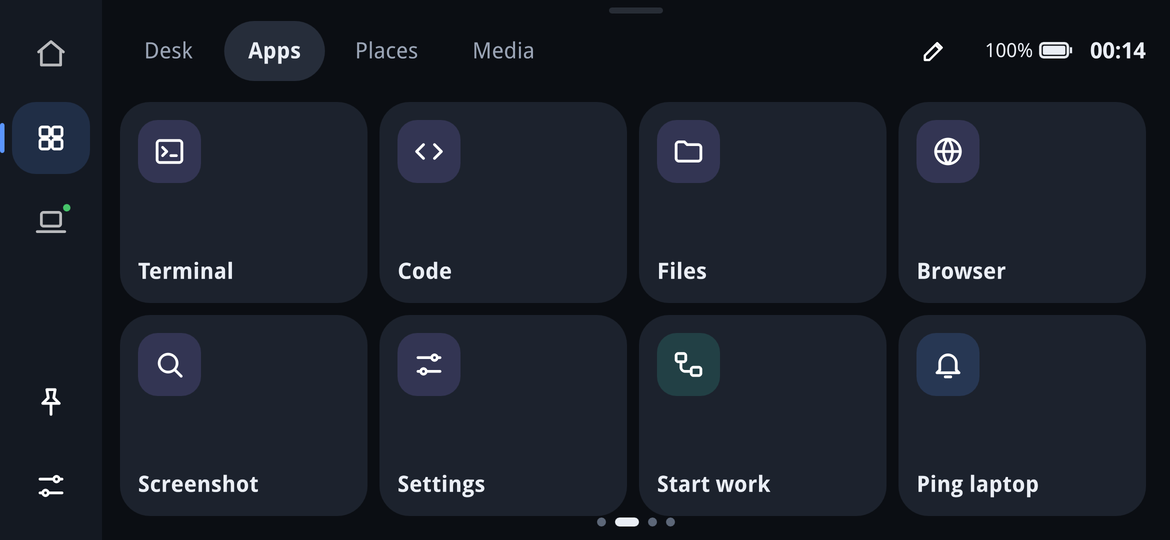 Desk Apps Places Media 100% 00:14
Terminal Code Files Browser
Screenshot Settings Start work Ping laptop